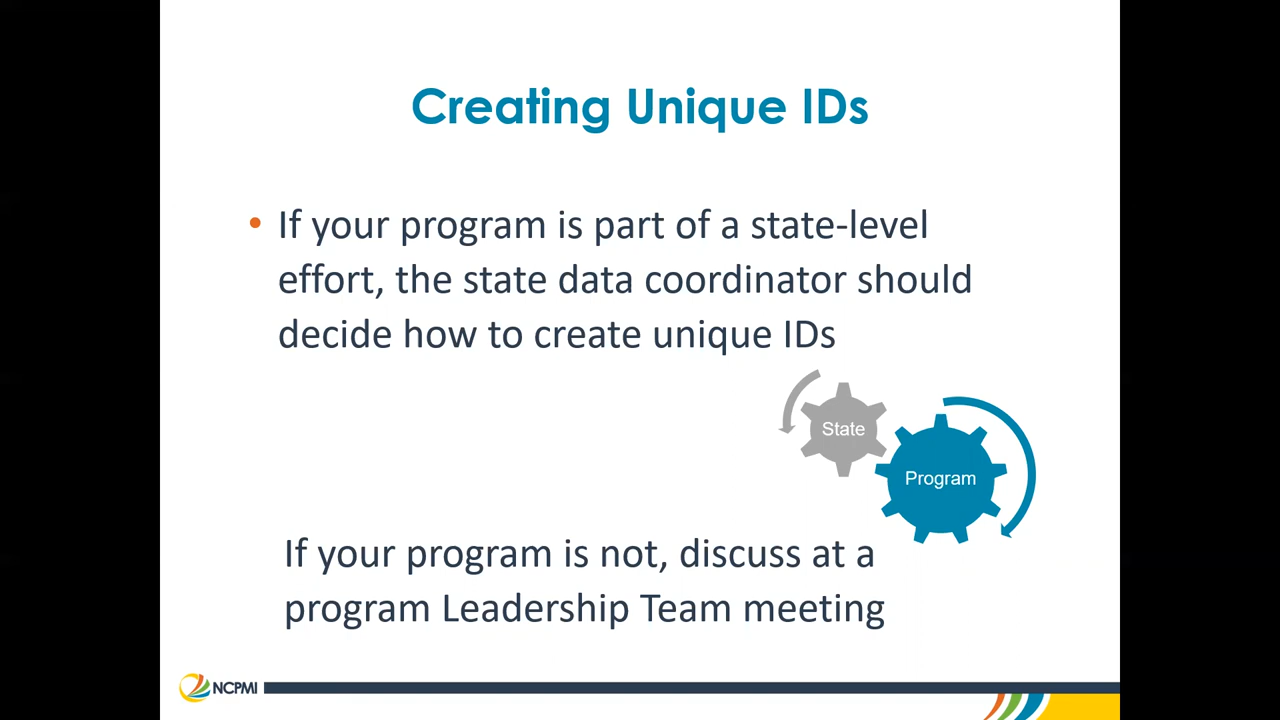 Creating Unique IDs
• If your program is part of a state-level
effort, the state data coordinator should
decide how to create unique IDs
State
Program
If your program is not, discuss at a
program Leadership Team meeting
NCPMI